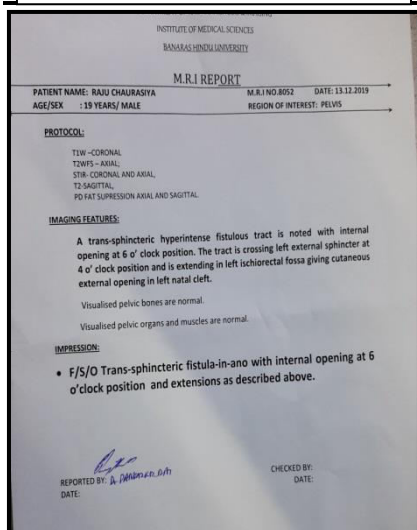 INSTITUTE OF MEDICAL SCIENCES
BANARAS HINDU UNIVERSITY
M.R.I REPORT
PATIENT NAME: RAJU CHAURASIYA M.R.I NO.8052 DATE: 13.12.2019
AGE/SEX : 19 YEARS/ MALE REGION OF INTEREST: PELVIS
PROTOCOL:
T1W –CORONAL
T2WFS – AXIAL,
STIR- CORONAL AND AXIAL,
T2-SAGITTAL,
PD FAT SUPRESSION AXIAL AND SAGITTAL
IMAGING FEATURES:
A trans-sphincteric hyperintense fistulous tract is noted with internal
opening at 6 o' clock position. The tract is crossing left external sphincter at
4 o' clock position and is extending in left ischiorectal fossa giving cutaneous
external opening in left natal cleft.
Visualised pelvic bones are normal.
Visualised pelvic organs and muscles are normal.
IMPRESSION:
• F/S/O Trans-sphincteric fistula-in-ano with internal opening at 6
o'clock position and extensions as described above.
REPORTED BY: CHECKED BY:
DATE: DATE: